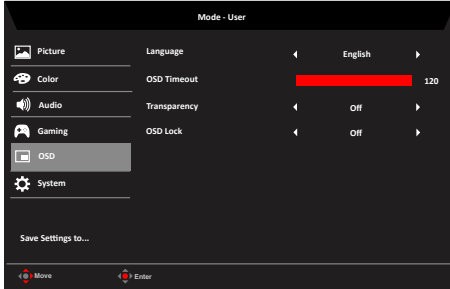 Mode - User
Picture
Language
English
Color
OSD Timeout
120
Audio
Transparency
Off
Gaming
OSD Lock
Off
OSD
System
Save Settings to...
Move
Enter